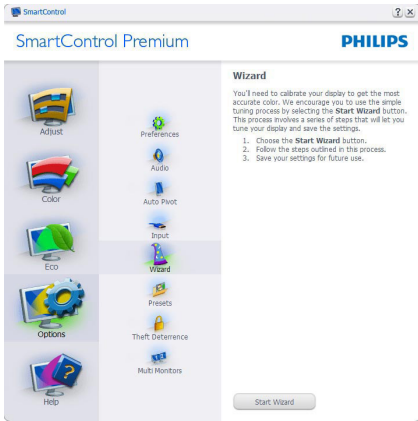 SmartControl
SmartControl Premium
PHILIPS
Adjust
Color
Eco
Options
Help
Preferences
Audio
Auto Pivot
Input
Wizard
Presets
Theft Deterrence
Multi Monitors
Wizard
You'll need to calibrate your display to get the most
accurate color. We encourage you to use the simple
tuning process by selecting the Start Wizard button.
This process involves a series of steps that will let you
tune your display and save the settings.
1. Choose the Start Wizard button.
2. Follow the steps outlined in this process.
3. Save your settings for future use.
Start Wizard